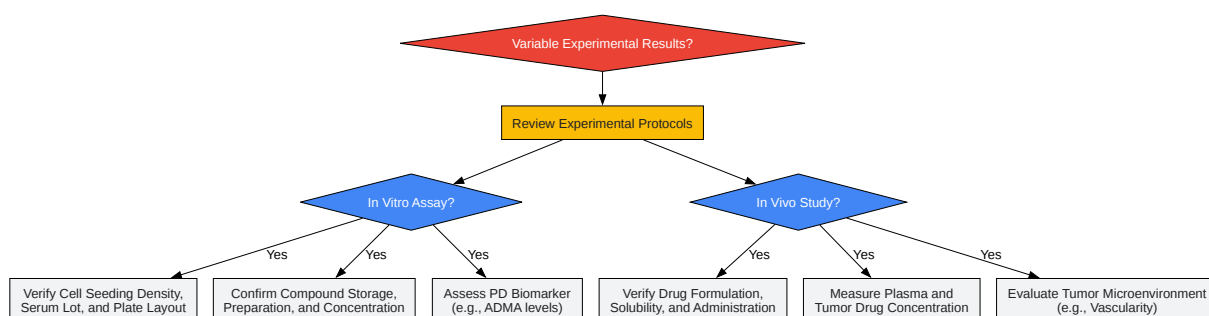 Variable Experimental Results?
Review Experimental Protocols
In Vitro Assay?
In Vivo Study?
Yes
Yes
Yes
Yes
Yes
Yes
Verify Cell Seeding Density,
Serum Lot, and Plate Layout
Confirm Compound Storage,
Preparation, and Concentration
Assess PD Biomarker
(e.g., ADMA levels)
Verify Drug Formulation,
Solubility, and Administration
Measure Plasma and
Tumor Drug Concentration
Evaluate Tumor Microenvironment
(e.g., Vascularity)